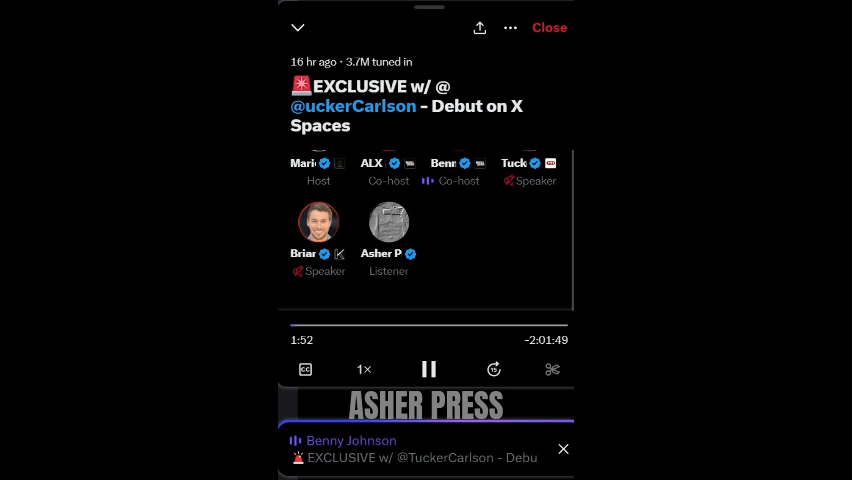 Close
16 hr ago · 3.7M tuned in
🚨EXCLUSIVE w/ @
@uckerCarlson - Debut on X
Spaces
Mari ALX Benn Tuck
Host Co-host Co-host Speaker
Briar Asher P
Speaker Listener
1:52 -2:01:49
CC 1× 15
ASHER PRESS
Benny Johnson
🚨EXCLUSIVE w/ @TuckerCarlson - Debu